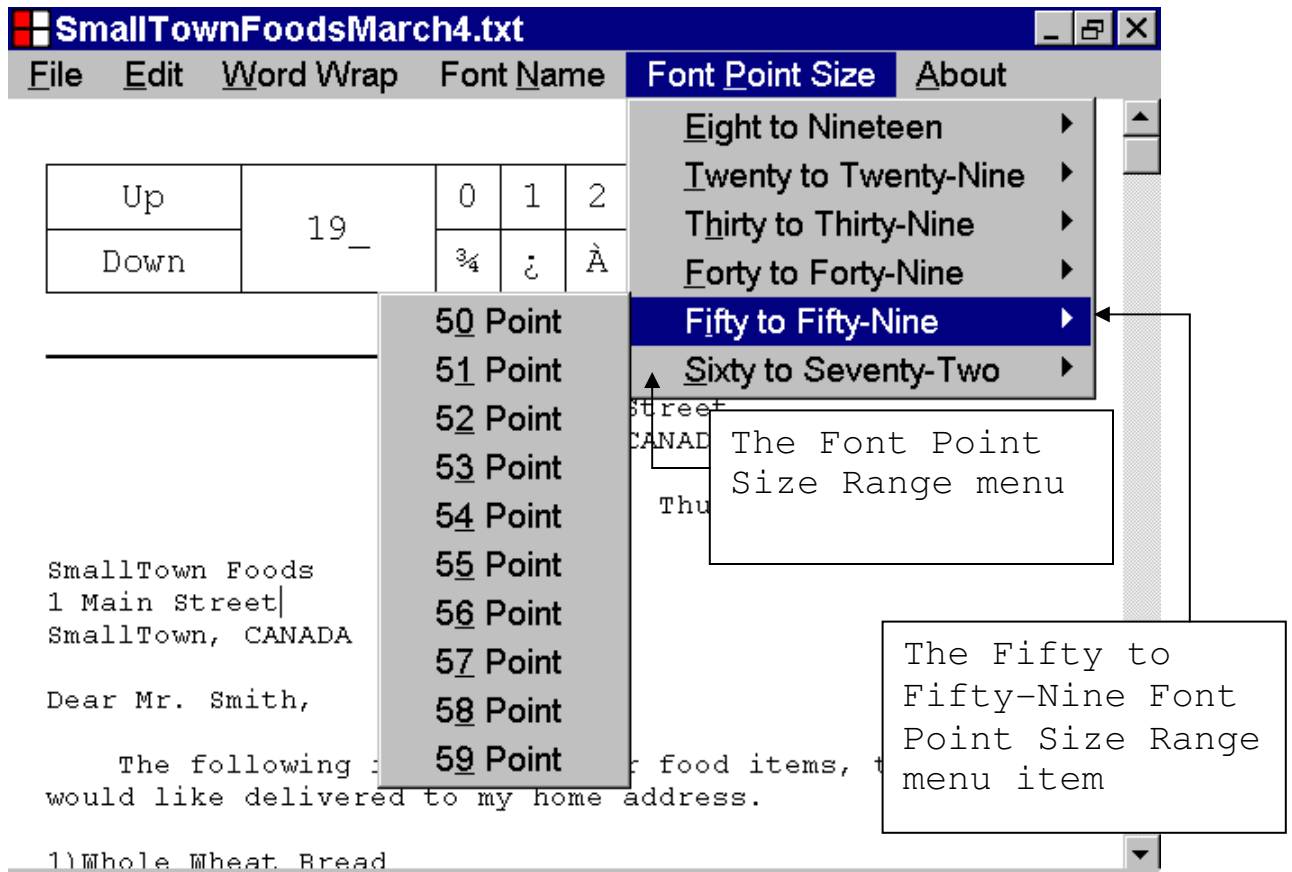 SmallTownFoodsMarch4.txt
File Edit Word Wrap Font Name Font Point Size About
Eight to Nineteen
Twenty to Twenty-Nine
Thirty to Thirty-Nine
Forty to Forty-Nine
Fifty to Fifty-Nine
Sixty to Seventy-Two
Up 19_ 0 1 2
Down ¾ ¿ À
50 Point
51 Point
52 Point
53 Point
54 Point
55 Point
56 Point
57 Point
58 Point
59 Point
Street
The Font Point
Size Range menu
SmallTown Foods
1 Main Street
SmallTown, CANADA
The Fifty to
Fifty-Nine Font
Point Size Range
menu item
Dear Mr. Smith,
The following food items,
would like delivered to my home address.
1)Whole Wheat Bread